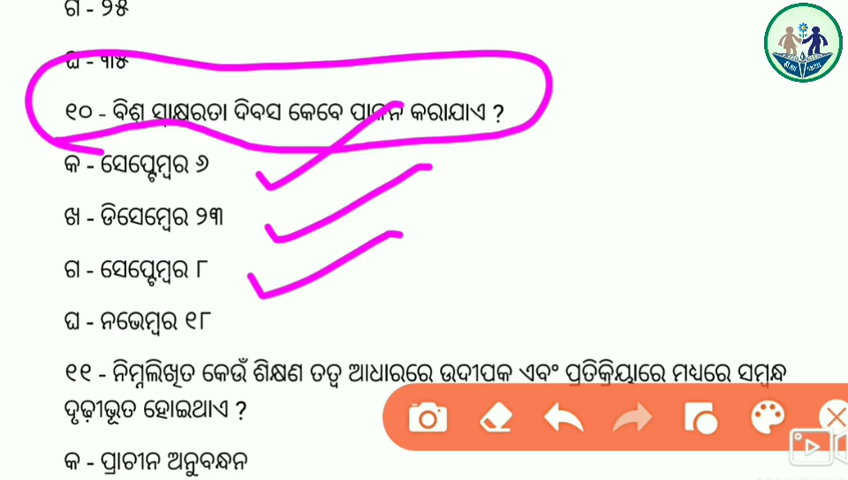 ଗ - ୨୫
ଘ - ୩୫
୧୦ - ବିଶ୍ୱ ସାକ୍ଷରତା ଦିବସ କେବେ ପାଳନ କରାଯାଏ ?
କ - ସେପ୍ଟେମ୍ବର ୬
ଖ - ଡିସେମ୍ବେର ୨୩
ଗ - ସେପ୍ଟେମ୍ବର ୮
ଘ - ନଭେମ୍ବର ୧୮
୧୧ - ନିମ୍ନଲିଖିତ କେଉଁ ଶିକ୍ଷଣ ତତ୍ୱ ଆଧାରରେ ଉଦୀପକ ଏବଂ ପ୍ରତିକ୍ରିୟାରେ ମଧ୍ୟରେ ସମ୍ବନ୍ଧ
ଦୃଢ଼ୀଭୂତ ହୋଇଥାଏ ?
କ - ପ୍ରାଚୀନ ଅନୁବନ୍ଧନ